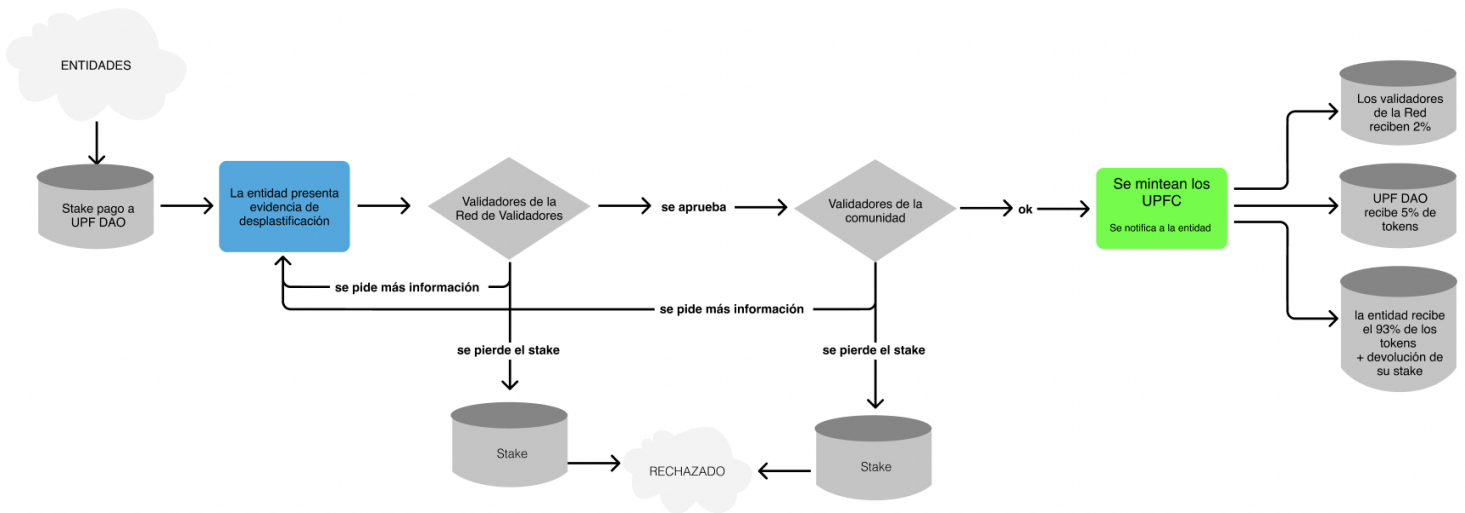 ENTIDADES
Stake pago a
UPF DAO
La entidad presenta
evidencia de
desplastificación
Validadores de la
Red de Validadores
se aprueba
Validadores de la
comunidad
ok
Se mintean los
UPFC
Se notifica a la entidad
Los validadores
de la Red
reciben 2%
UPF DAO
recibe 5% de
tokens
la entidad recibe
el 93% de los
tokens
+ devolución de
su stake
se pide más información
se pide más información
se pierde el stake
se pierde el stake
Stake
RECHAZADO
Stake